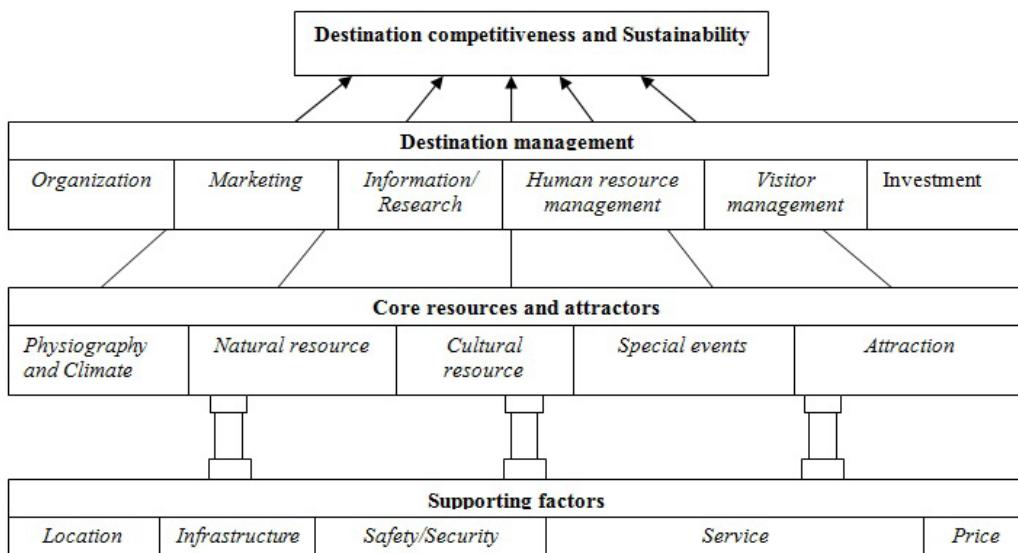 Destination competitiveness and Sustainability
Destination management
Organization
Marketing
Information/
Research
Human resource
management
Visitor
management
Investment
Core resources and attractors
Physiography
and Climate
Natural resource
Cultural
resource
Special events
Attraction
Supporting factors
Location
Infrastructure
Safety/Security
Service
Price